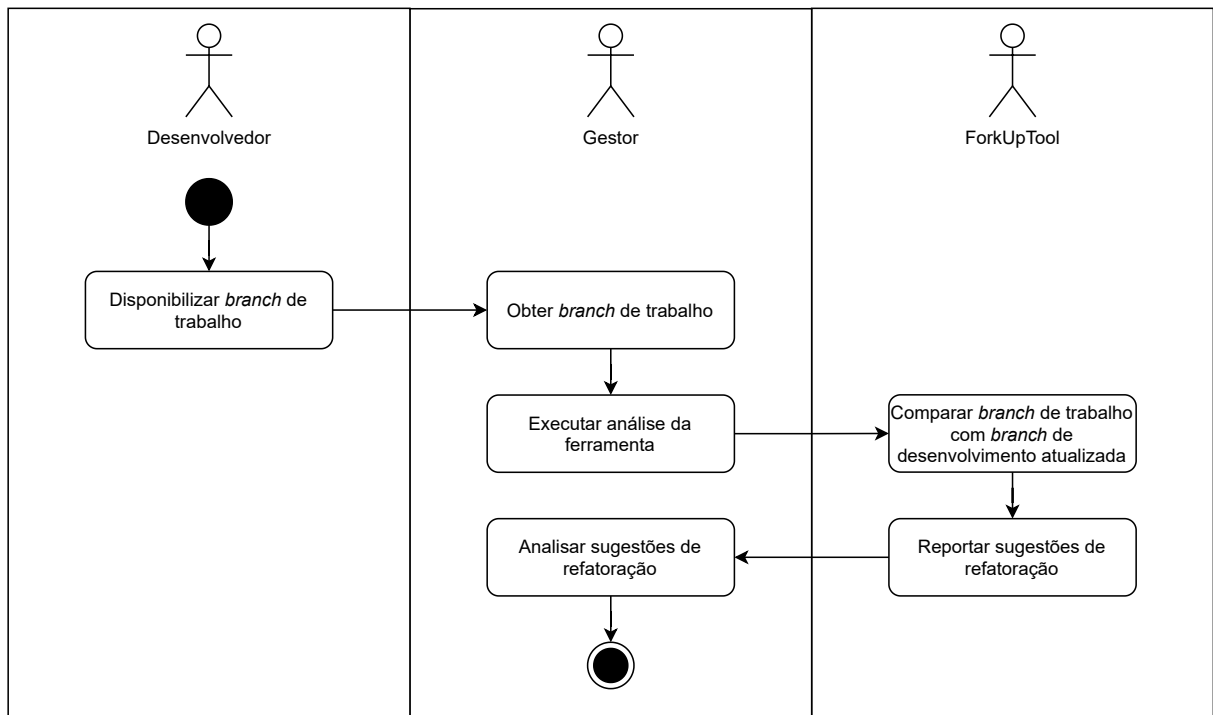 Desenvolvedor
Gestor
ForkUpTool
Disponibilizar branch de
trabalho
Obter branch de trabalho
Executar análise da
ferramenta
Comparar branch de trabalho
com branch de
desenvolvimento atualizada
Analisar sugestões de
refatoração
Reportar sugestões de
refatoração